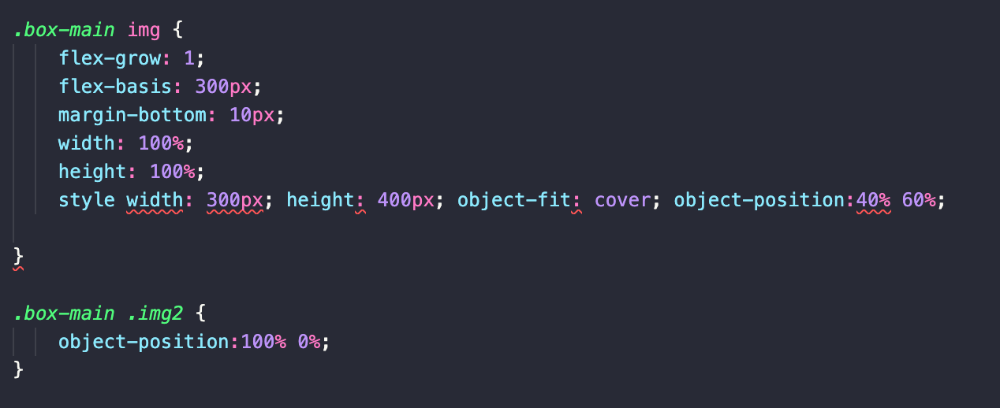 .box-main img {
flex-grow: 1;
flex-basis: 300px;
margin-bottom: 10px;
width: 100%;
height: 100%;
style width: 300px; height: 400px; object-fit: cover; object-position:40% 60%;
}
.box-main .img2 {
object-position:100% 0%;
}